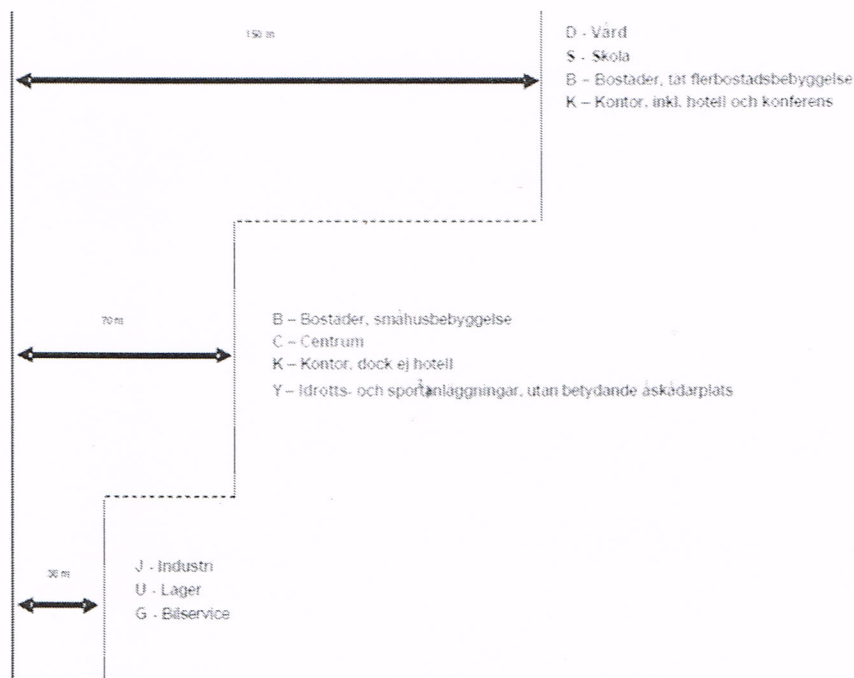 150 m
D - Vård
S - Skola
B – Bostäder, tät flerbostadsbebyggelse
K – Kontor, inkl. hotell och konferens
70 m
B – Bostäder, småhusbebyggelse
C – Centrum
K – Kontor, dock ej hotell
Y – Idrotts- och sportanläggningar, utan betydande åskådarplats
30 m
J - Industri
U - Lager
G - Bilservice